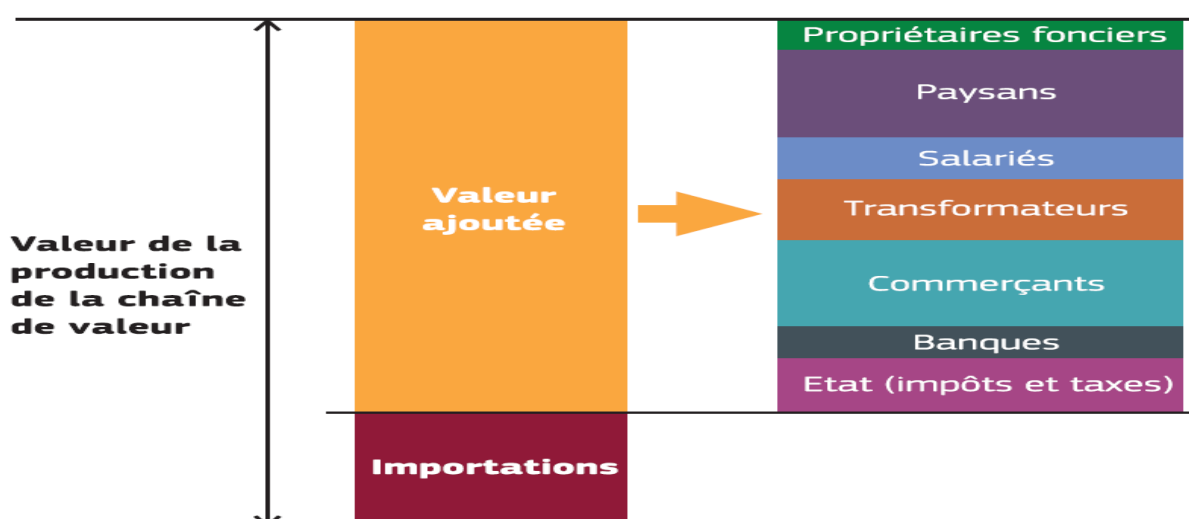 Valeur de la
production
de la chaîne
de valeur
Valeur
ajoutée
Importations
Propriétaires fonciers
Paysans
Salariés
Transformateurs
Commerçants
Banques
Etat (impôts et taxes)